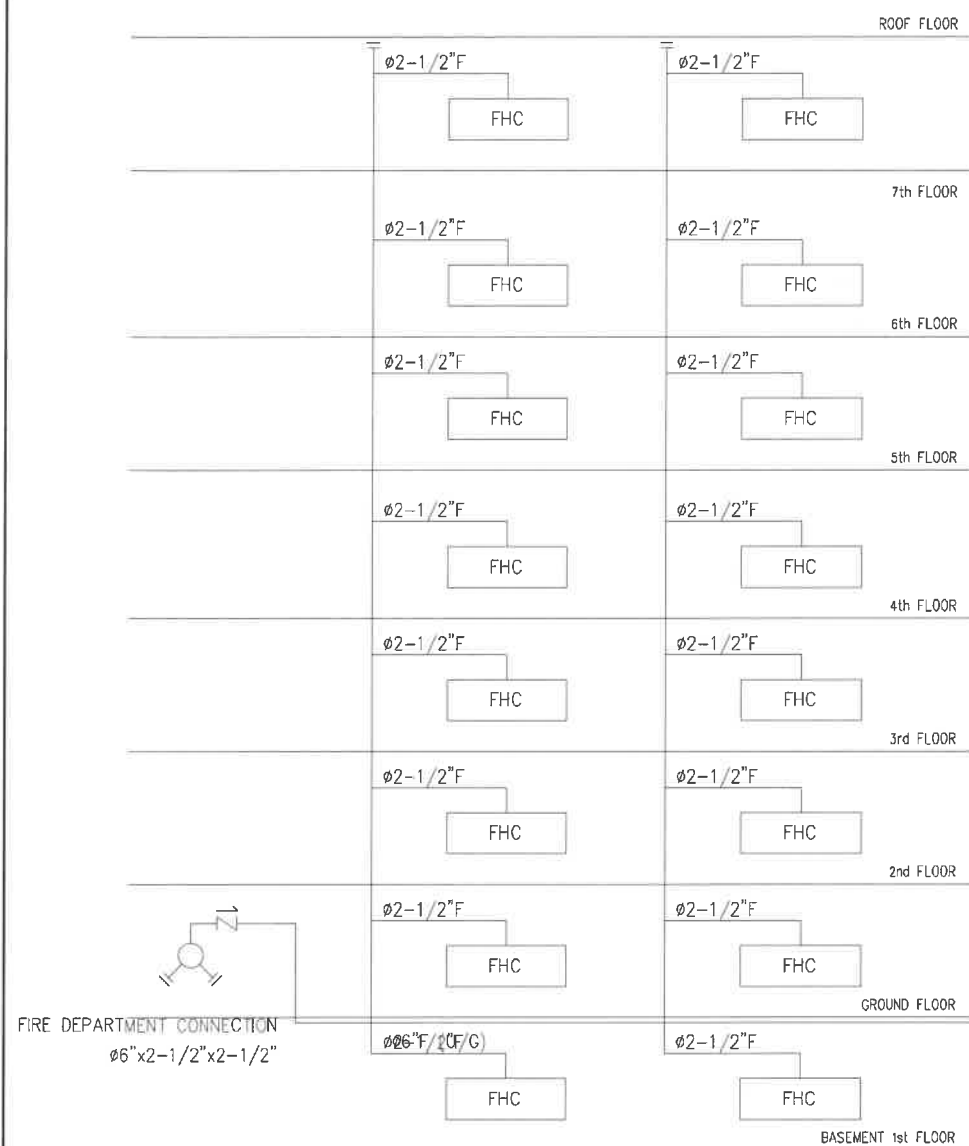 ROOF FLOOR
ø2-1/2"F ø2-1/2"F
FHC FHC
7th FLOOR
ø2-1/2"F ø2-1/2"F
FHC FHC
6th FLOOR
ø2-1/2"F ø2-1/2"F
FHC FHC
5th FLOOR
ø2-1/2"F ø2-1/2"F
FHC FHC
4th FLOOR
ø2-1/2"F ø2-1/2"F
FHC FHC
3rd FLOOR
ø2-1/2"F ø2-1/2"F
FHC FHC
2nd FLOOR
ø2-1/2"F ø2-1/2"F
FHC FHC
GROUND FLOOR
FIRE DEPARTMENT CONNECTION
ø6"x2-1/2"x2-1/2"
ø2-1/2"F
FHC FHC
BASEMENT 1st FLOOR